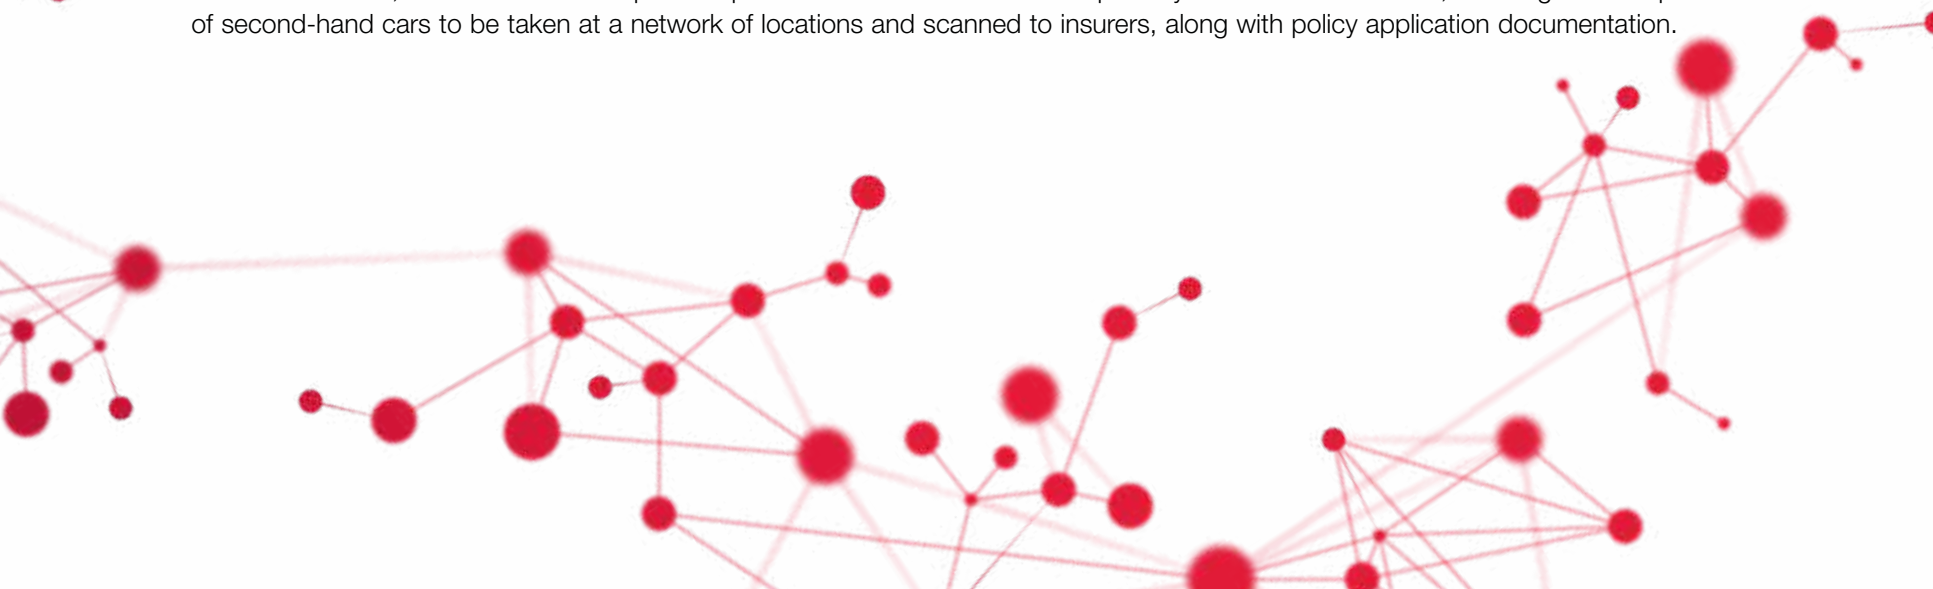 of second-hand cars to be taken at a network of locations and scanned to insurers, along with policy application documentation.